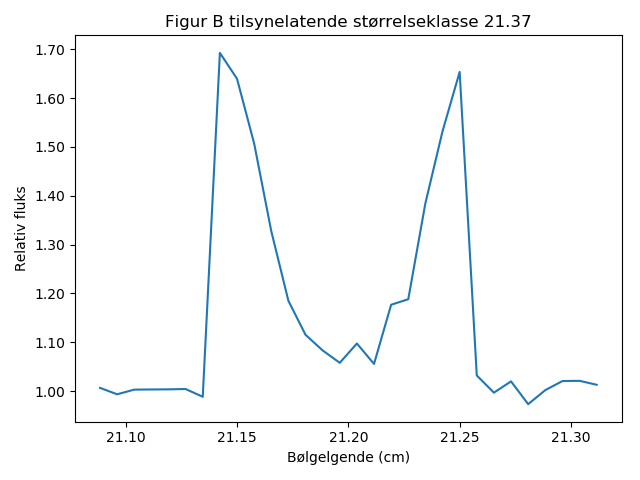 Figur B tilsynelatende størrelseklasse 21.37
1.70
1.60
1.50
1.40
1.30
1.20
1.10
1.00
Relativ fluks
21.10 21.15 21.20 21.25 21.30
Bølgelgende (cm)